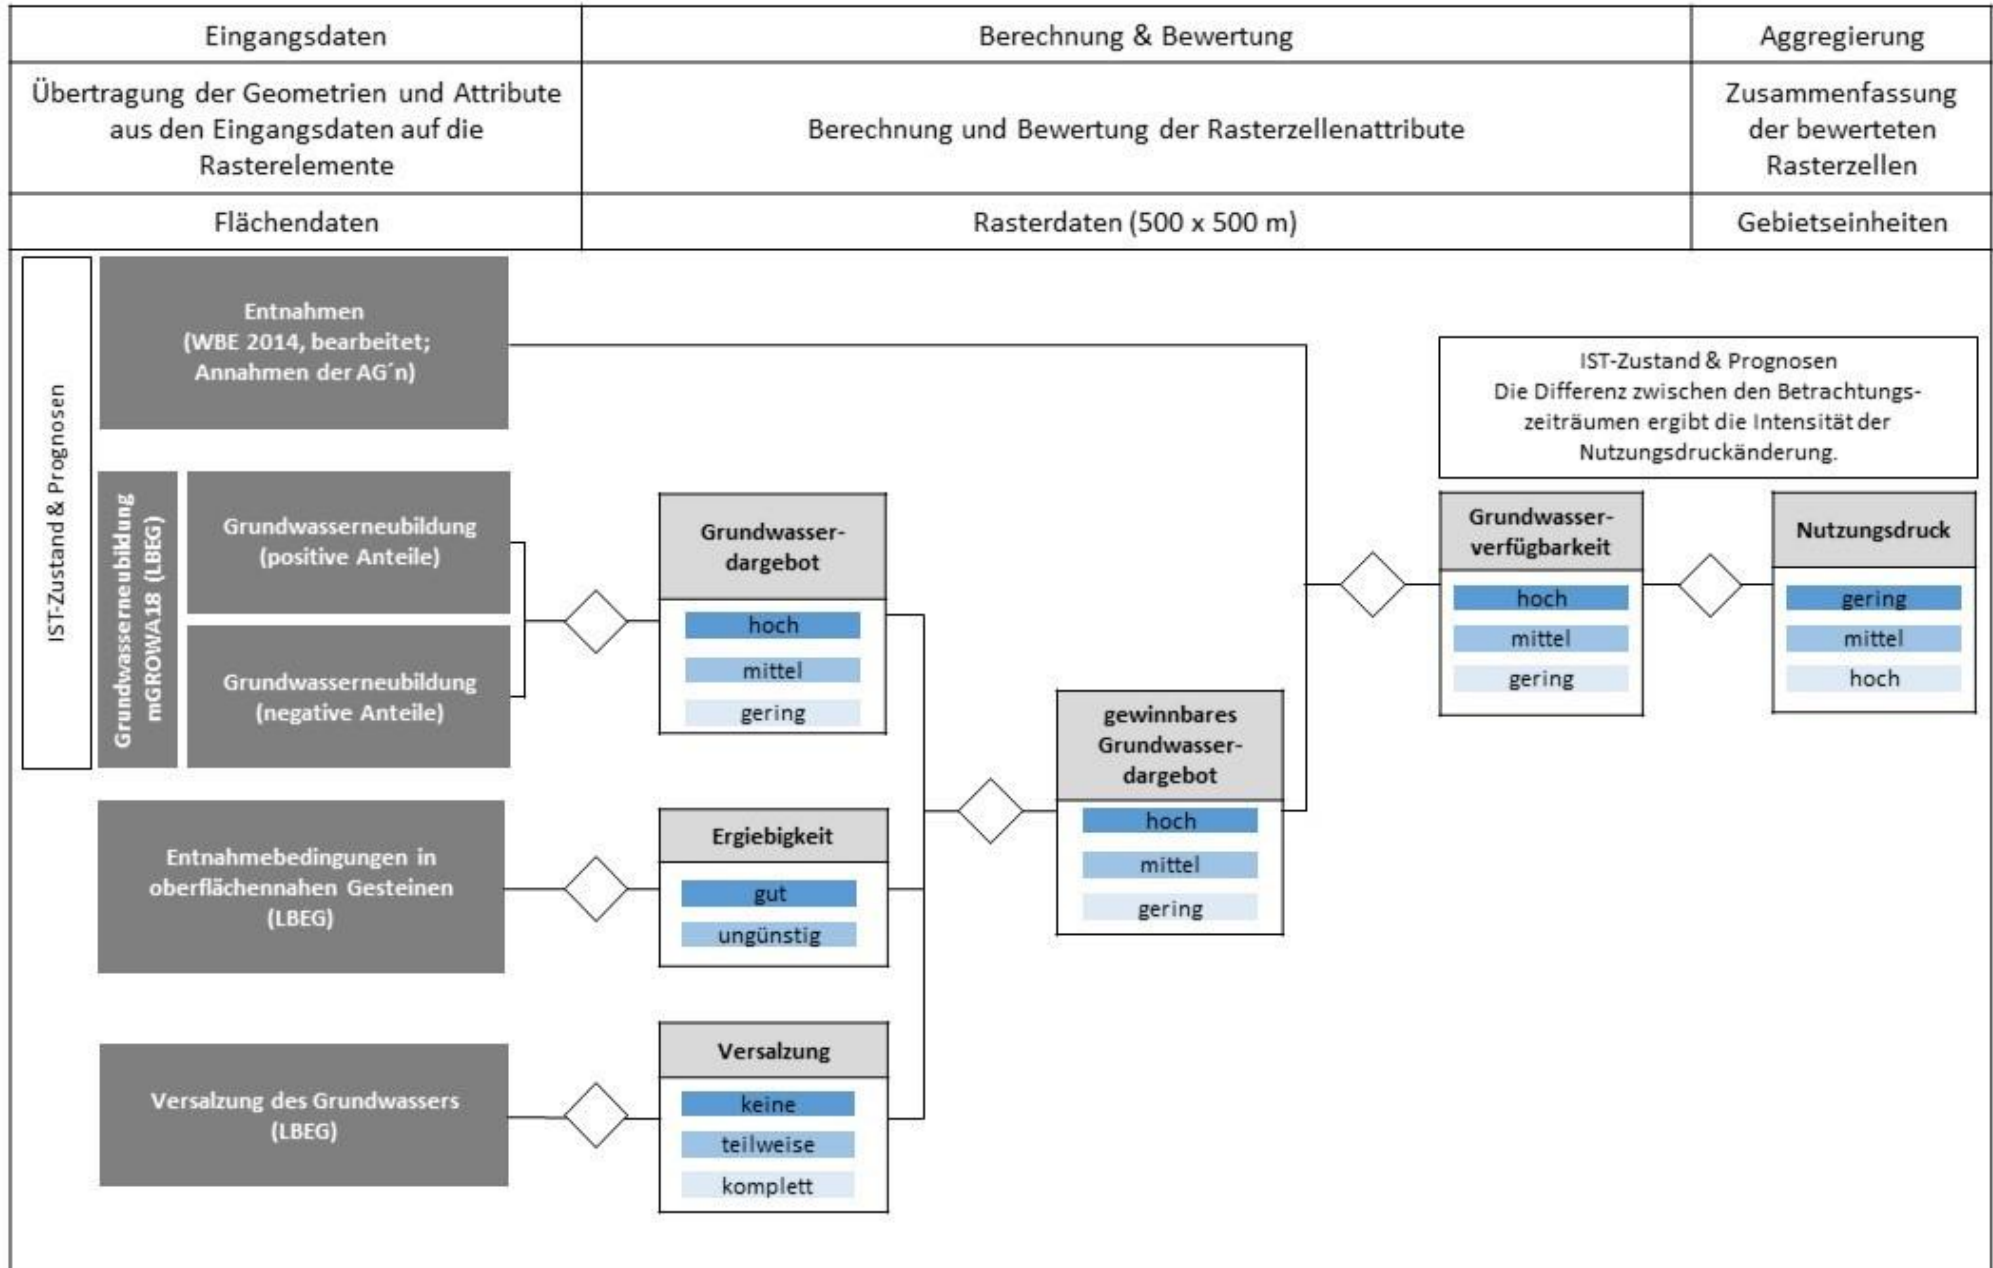 Eingangsdaten
Berechnung & Bewertung
Aggregierung
Übertragung der Geometrien und Attribute
aus den Eingangsdaten auf die
Rasterelemente
Berechnung und Bewertung der Rasterzellenattribute
Zusammenfassung
der bewerteten
Rasterzellen
Flächendaten
Rasterdaten (500 x 500 m)
Gebietseinheiten
IST-Zustand & Prognosen
Entnahmen
(WBE 2014, bearbeitet;
Annahmen der AG´n)
Grundwasserneubildung
mGROWA18 (LBEG)
Grundwasserneubildung
(positive Anteile)
Grundwasserneubildung
(negative Anteile)
Entnahmebedingungen in
oberflächennahen Gesteinen
(LBEG)
Versalzung des Grundwassers
(LBEG)
Grundwasser-
dargebot
hoch
mittel
gering
Ergiebigkeit
gut
ungünstig
Versalzung
keine
teilweise
komplett
gewinnbares
Grundwasser-
dargebot
hoch
mittel
gering
IST-Zustand & Prognosen
Die Differenz zwischen den Betrachtungs-
zeiträumen ergibt die Intensität der
Nutzungsdruckänderung.
Grundwasser-
verfügbarkeit
hoch
mittel
gering
Nutzungsdruck
gering
mittel
hoch